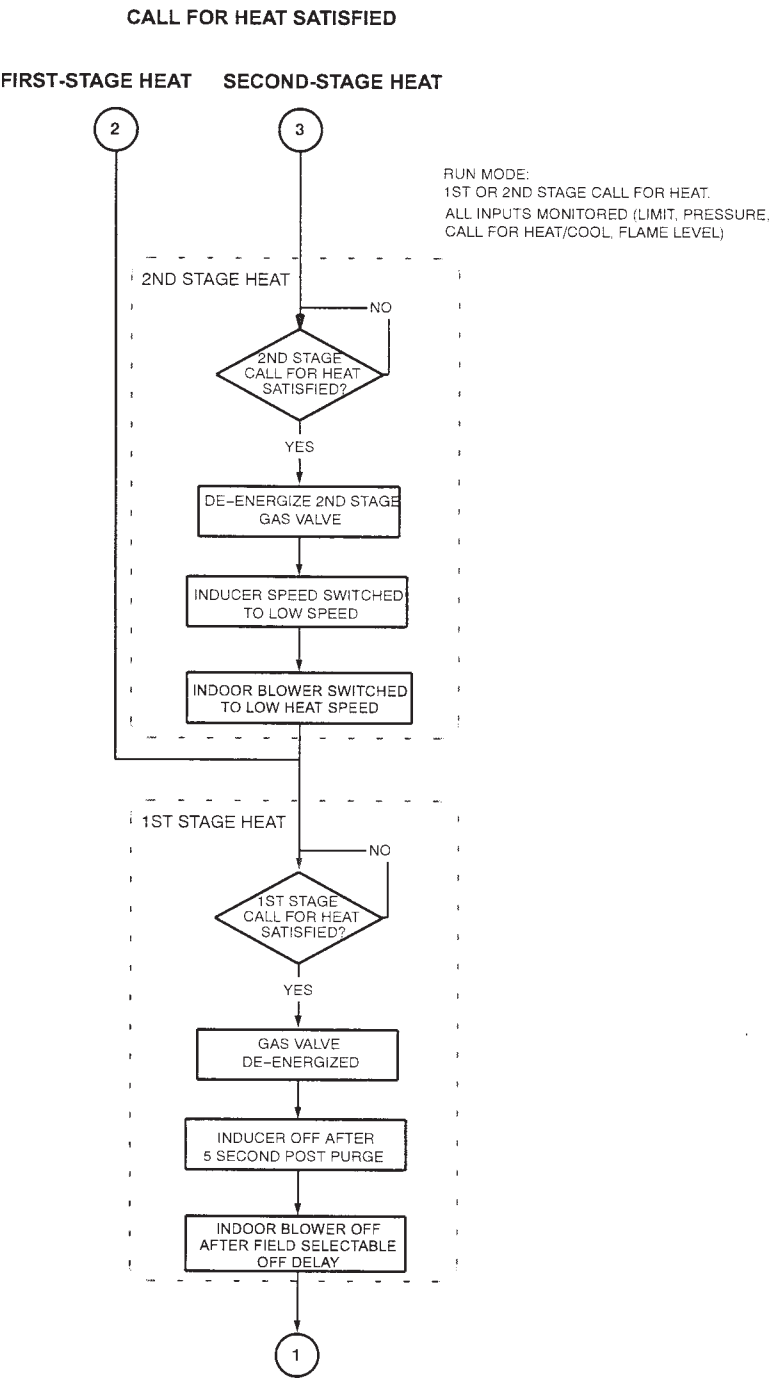 CALL FOR HEAT SATISFIED
FIRST-STAGE HEAT SECOND-STAGE HEAT
2 3
RUN MODE:
1ST OR 2ND STAGE CALL FOR HEAT.
ALL INPUTS MONITORED (LIMIT, PRESSURE,
CALL FOR HEAT/COOL, FLAME LEVEL)
2ND STAGE HEAT
NO
2ND STAGE
CALL FOR HEAT
SATISFIED?
YES
DE-ENERGIZE 2ND STAGE
GAS VALVE
INDUCER SPEED SWITCHED
TO LOW SPEED
INDOOR BLOWER SWITCHED
TO LOW HEAT SPEED
1ST STAGE HEAT
NO
1ST STAGE
CALL FOR HEAT
SATISFIED?
YES
GAS VALVE
DE-ENERGIZED
INDUCER OFF AFTER
5 SECOND POST PURGE
INDOOR BLOWER OFF
AFTER FIELD SELECTABLE
OFF DELAY
1